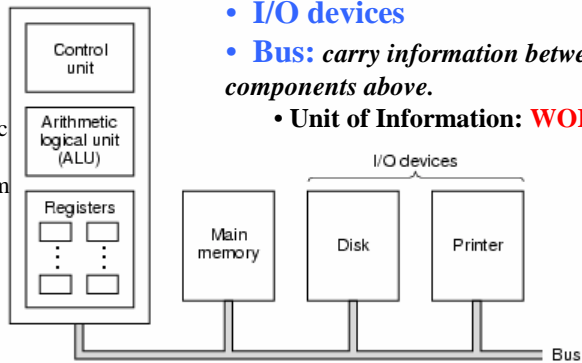 • I/O devices
• Bus: carry information
components above.
• Unit of Information:
Control
unit
Arithmetic
logical unit
(ALU)
Registers
I/O devices
Main
memory
Disk
Printer
Bus